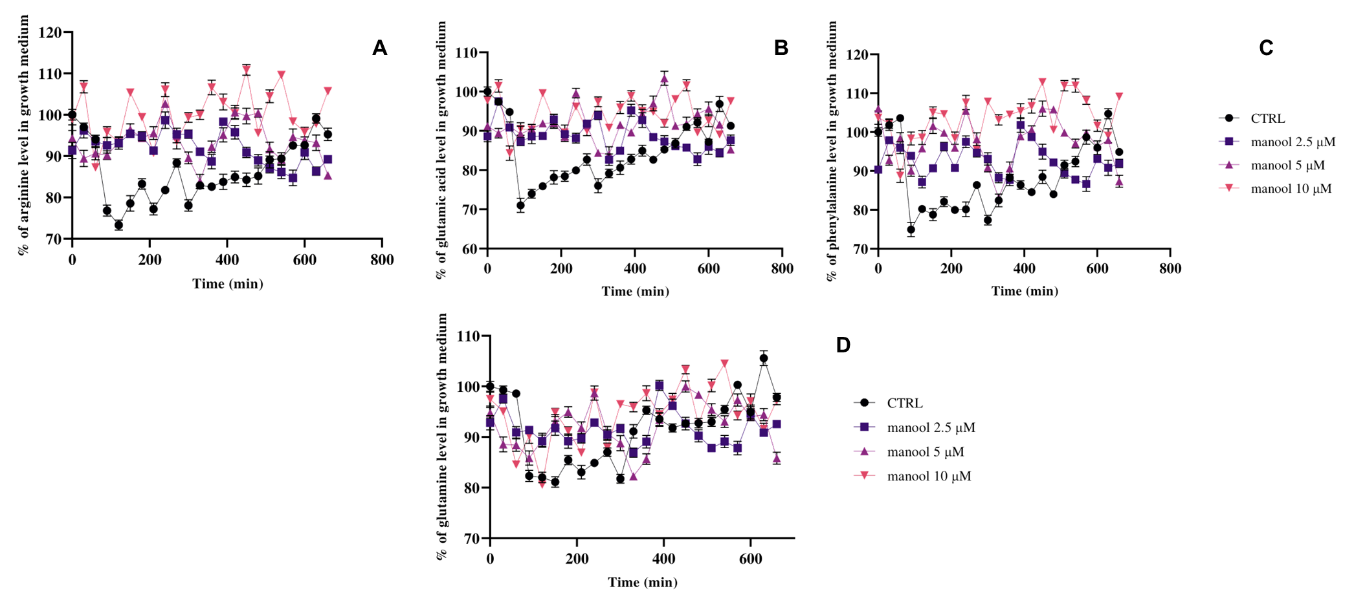 A
% of arginine level in growth medium
120
110
100
90
80
70
0
200
400
600
800
Time (min)
B
% of glutamic acid level in growth medium
110
100
90
80
70
60
0
200
400
600
800
Time (min)
C
% of phenylalanine level in growth medium
120
110
100
90
80
70
0
200
400
600
800
Time (min)
CTRL
manool 2.5 µM
manool 5 µM
manool 10 µM
D
% of glutamine level in growth medium
110
100
90
80
70
0
200
400
600
Time (min)
CTRL
manool 2.5 µM
manool 5 µM
manool 10 µM